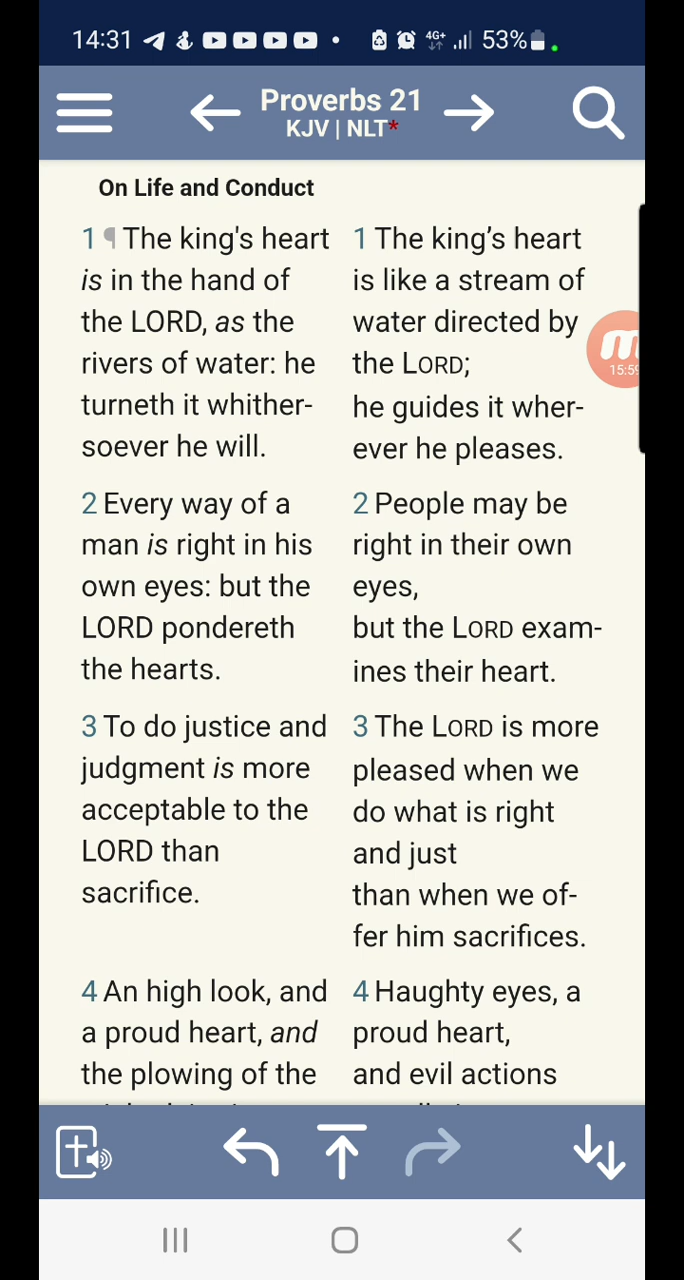 14:31 4G+ 53%
Proverbs 21
KJV | NLT*
15:59
On Life and Conduct
1 ¶ The king's heart
is in the hand of
the LORD, as the
rivers of water: he
turneth it whither-
soever he will.
2 Every way of a
man is right in his
own eyes: but the
LORD pondereth
the hearts.
3 To do justice and
judgment is more
acceptable to the
LORD than
sacrifice.
4 An high look, and
a proud heart, and
the plowing of the
1 The king’s heart
is like a stream of
water directed by
the LORD;
he guides it wher-
ever he pleases.
2 People may be
right in their own
eyes,
but the LORD exam-
ines their heart.
3 The LORD is more
pleased when we
do what is right
and just
than when we of-
fer him sacrifices.
4 Haughty eyes, a
proud heart,
and evil actions